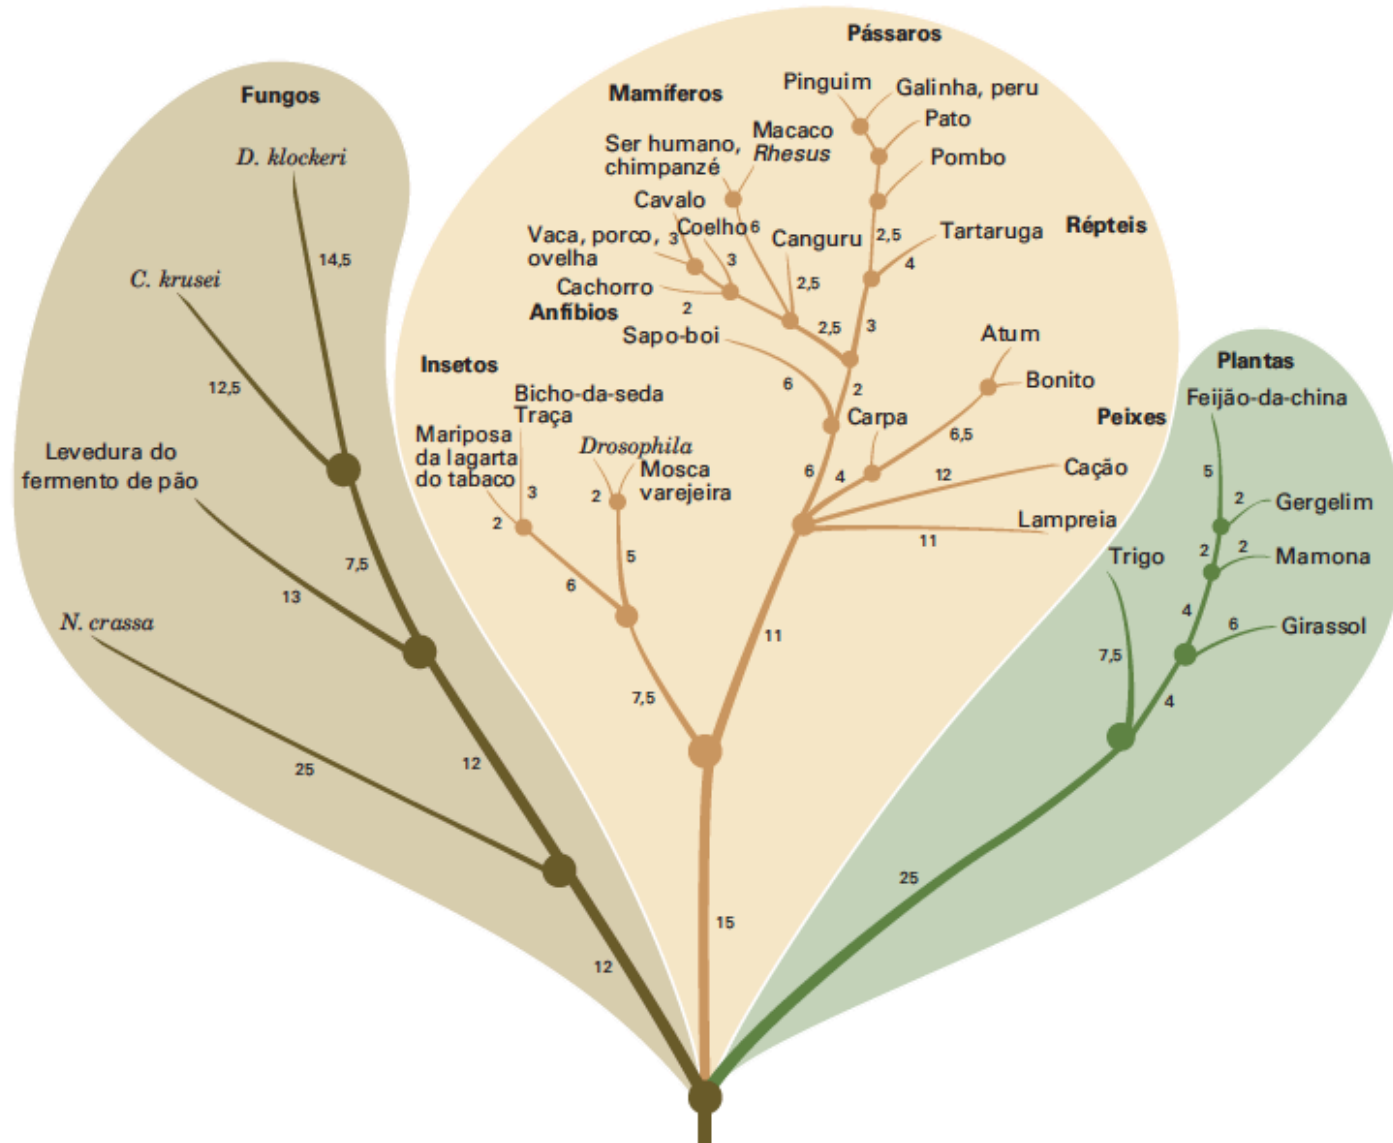 Fungos
D. klockeri
14,5
C. krusei
12,5
Levedura do
fermento de pão
7,5
13
N. crassa
25
12
12
Pássaros
Pinguim
Galinha, peru
Pato
Pombo
2,5
Mamíferos
Ser humano,
chimpanzé
Macaco
Rhesus
Cavalo
Coelho
6
3
3
Vaca, porco,
ovelha
Cachorro
2
Canguru
2,5
2,5
Tartaruga
Répteis
4
3
Anfíbios
Sapo-boi
6
2
Atum
Bonito
Peixes
Carpa
6,5
6
4
12
Cação
Lampreia
11
Insetos
Bicho-da-seda
Traça
Mariposa
da lagarta
do tabaco
Drosophila
Mosca
varejeira
3
2
2
5
6
7,5
11
15
Plantas
Feijão-da-china
5
2
Gergelim
2
2
Mamona
Trigo
4
6
Girassol
7,5
4
25